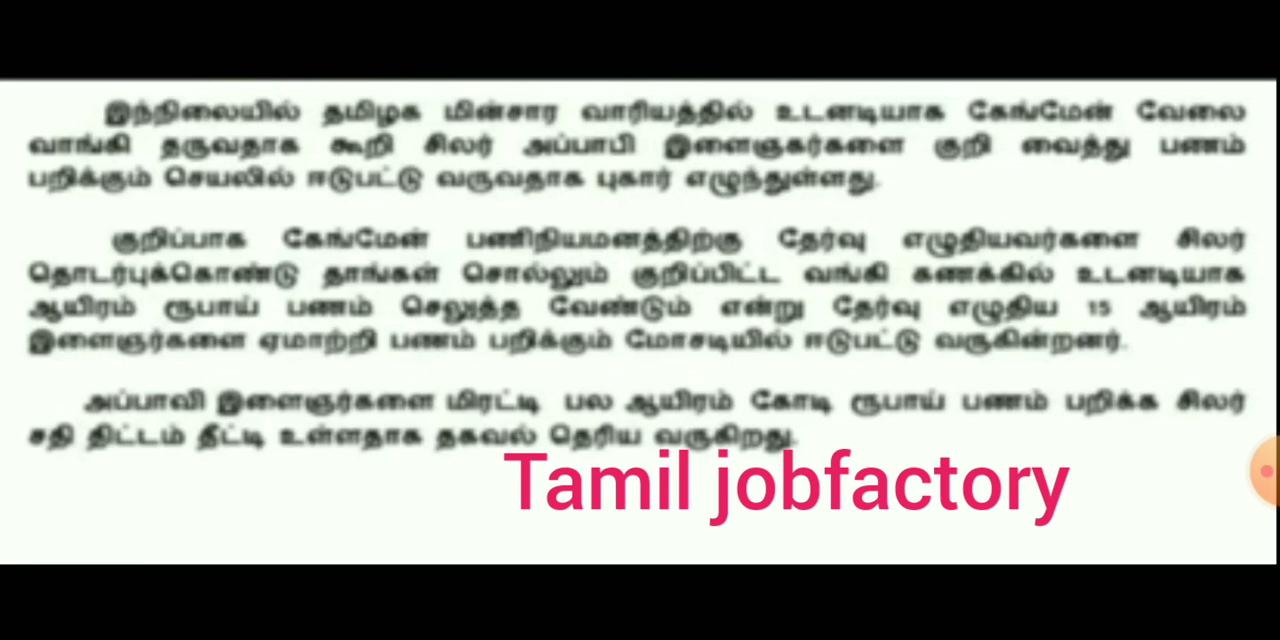 இந்நிலையில் தமிழக மின்சார வாரியத்தில் உடனடியாக கேங்மேன் வேலை
வாங்கி தருவதாக கூறி சிலர் அப்பாபி இளைஞகர்களை குறி வைத்து பணம்
பறிக்கும் செயலில் ஈடுபட்டு வருவதாக புகார் எழுந்துள்ளது.
குறிப்பாக கேங்மேன் பணிநியமனத்திற்கு தேர்வு எழுதியவர்களை சிலர்
தொடர்புக்கொண்டு தாங்கள் சொல்லும் குறிப்பிட்ட வங்கி கணக்கில் உடனடியாக
ஆயிரம் ரூபாய் பணம் செலுத்த வேண்டும் என்று தேர்வு எழுதிய 15 ஆயிரம்
இளைஞர்களை ஏமாற்றி பணம் பறிக்கும் மோசடியில் ஈடுபட்டு வருகின்றனர்.
அப்பாவி இளைஞர்களை மிரட்டி பல ஆயிரம் கோடி ரூபாய் பணம் பறிக்க சிலர்
சதி திட்டம் தீட்டி உள்ளதாக தகவல் தெரிய வருகிறது.
Tamil jobfactory